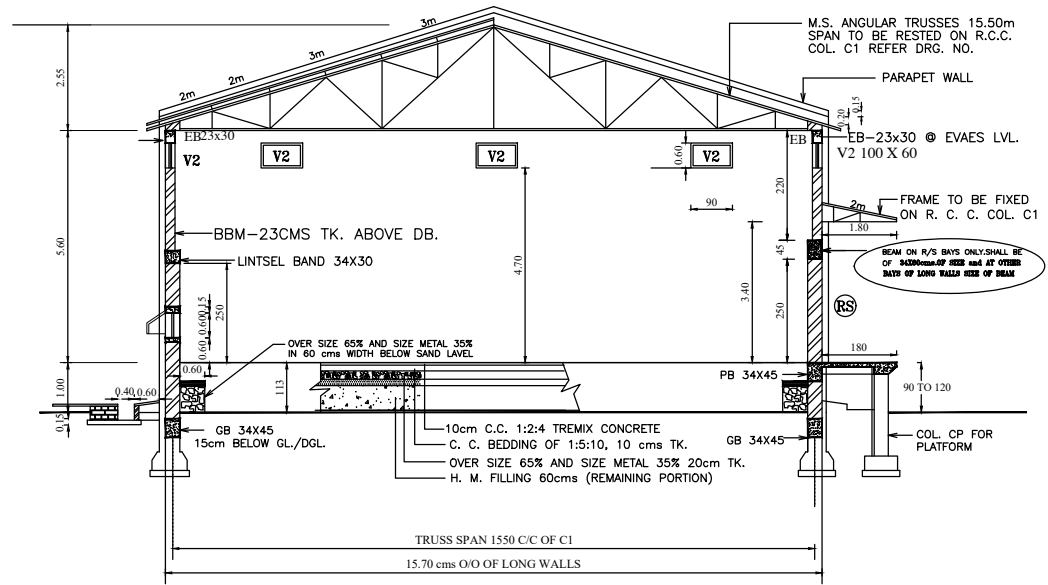 3m
3m
2m
2m
M.S. ANGULAR TRUSSES 15.50m
SPAN TO BE RESTED ON R.C.C.
COL. C1 REFER DRG. NO.
PARAPET WALL
2.55
0.20
0.15
EB23x30
EB
EB-23x30 @ EVAES LVL.
V2
V2
V2
V2
V2 100 X 60
0.60
90
220
2m
FRAME TO BE FIXED
ON R. C. C. COL. C1
1.80
5.60
BBM-23CMS TK. ABOVE DB.
LINTSEL BAND 34X30
4.70
3.40
45
250
BEAM ON R/S BAYS ONLY.SHALL BE
OF 34X60cms.OF SIZE and AT OTHER
BAYS OF LONG WALLS SIZE OF BEAM
RS
250
0.15
0.60
0.60
0.60
OVER SIZE 65% AND SIZE METAL 35%
IN 60 cms WIDTH BELOW SAND LAVEL
180
PB 34X45
90 TO 120
1.00
0.40
0.60
113
0.15
GB 34X45
15cm BELOW GL./DGL.
10cm C.C. 1:2:4 TREMIX CONCRETE
C. C. BEDDING OF 1:5:10, 10 cms TK.
OVER SIZE 65% AND SIZE METAL 35% 20cm TK.
H. M. FILLING 60cms (REMAINING PORTION)
GB 34X45
COL. CP FOR
PLATFORM
TRUSS SPAN 1550 C/C OF C1
15.70 cms O/O OF LONG WALLS